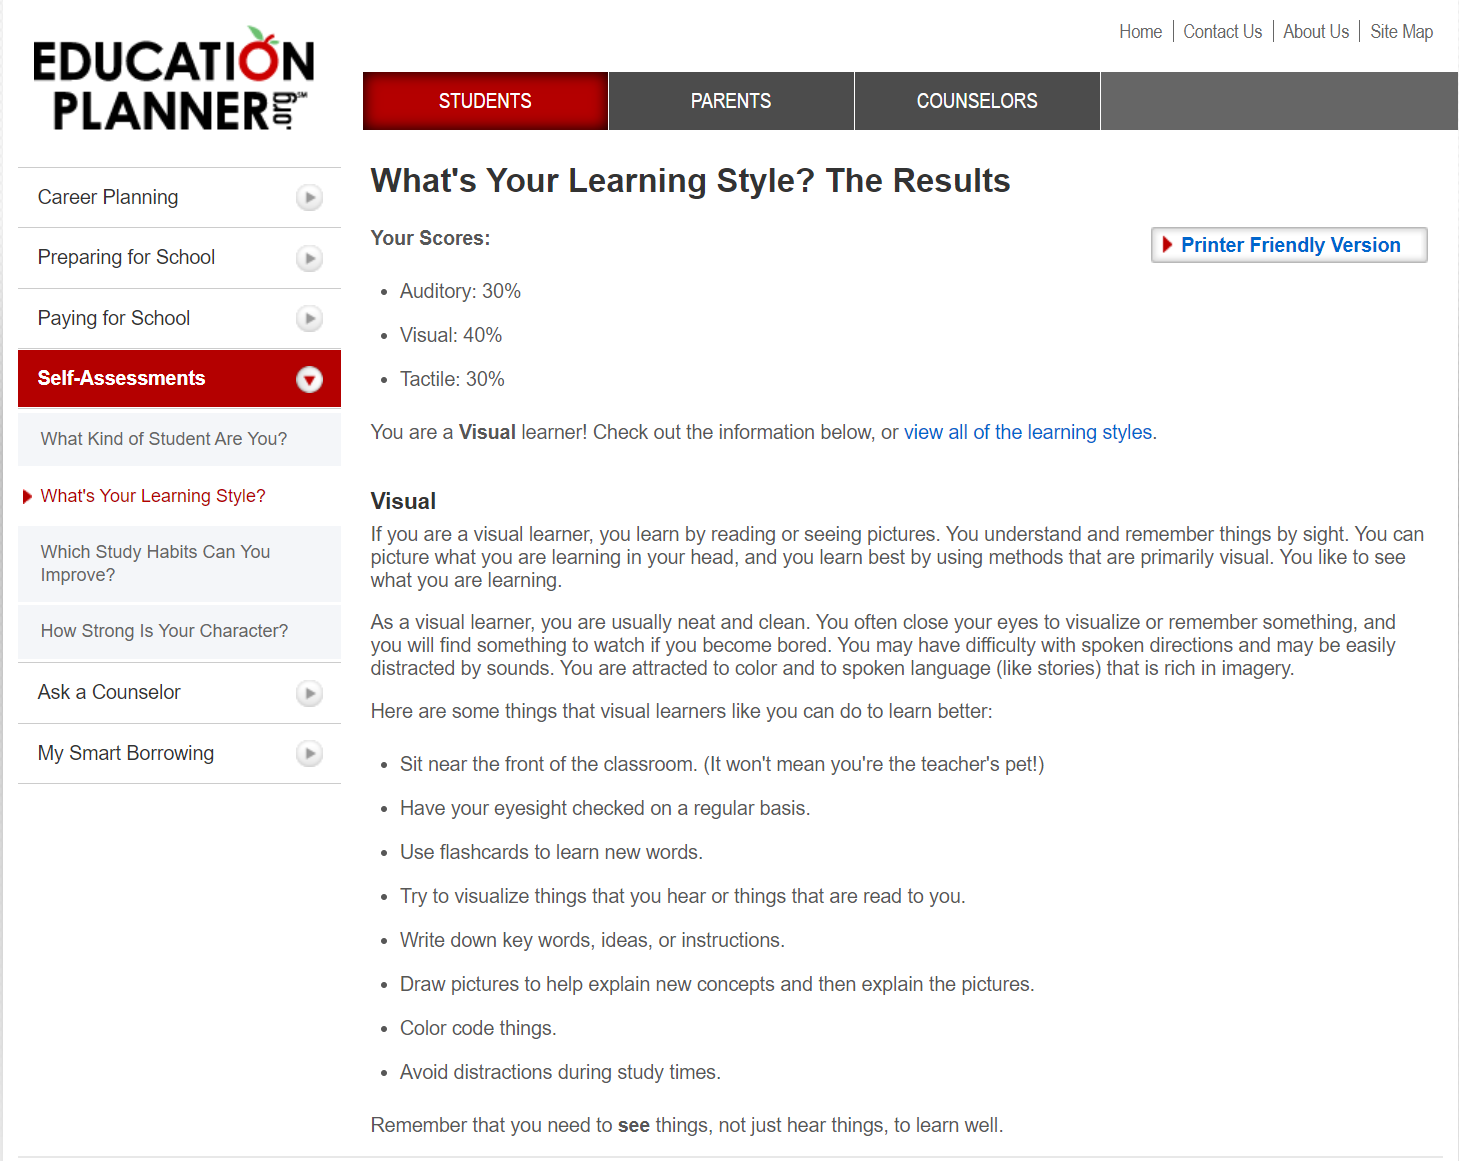 Home
Contact Us
About Us
Site Map
EDUCATION
PLANNER.org℠
STUDENTS
PARENTS
COUNSELORS
Career Planning
Preparing for School
Paying for School
Self-Assessments
What Kind of Student Are You?
What's Your Learning Style?
Which Study Habits Can You
Improve?
How Strong Is Your Character?
Ask a Counselor
My Smart Borrowing
What's Your Learning Style? The Results
Your Scores:
Printer Friendly Version
• Auditory: 30%
• Visual: 40%
• Tactile: 30%
You are a Visual learner! Check out the information below, or view all of the learning styles.
Visual
If you are a visual learner, you learn by reading or seeing pictures. You understand and remember things by sight. You can
picture what you are learning in your head, and you learn best by using methods that are primarily visual. You like to see
what you are learning.
As a visual learner, you are usually neat and clean. You often close your eyes to visualize or remember something, and
you will find something to watch if you become bored. You may have difficulty with spoken directions and may be easily
distracted by sounds. You are attracted to color and to spoken language (like stories) that is rich in imagery.
Here are some things that visual learners like you can do to learn better:
• Sit near the front of the classroom. (It won't mean you're the teacher's pet!)
• Have your eyesight checked on a regular basis.
• Use flashcards to learn new words.
• Try to visualize things that you hear or things that are read to you.
• Write down key words, ideas, or instructions.
• Draw pictures to help explain new concepts and then explain the pictures.
• Color code things.
• Avoid distractions during study times.
Remember that you need to see things, not just hear things, to learn well.